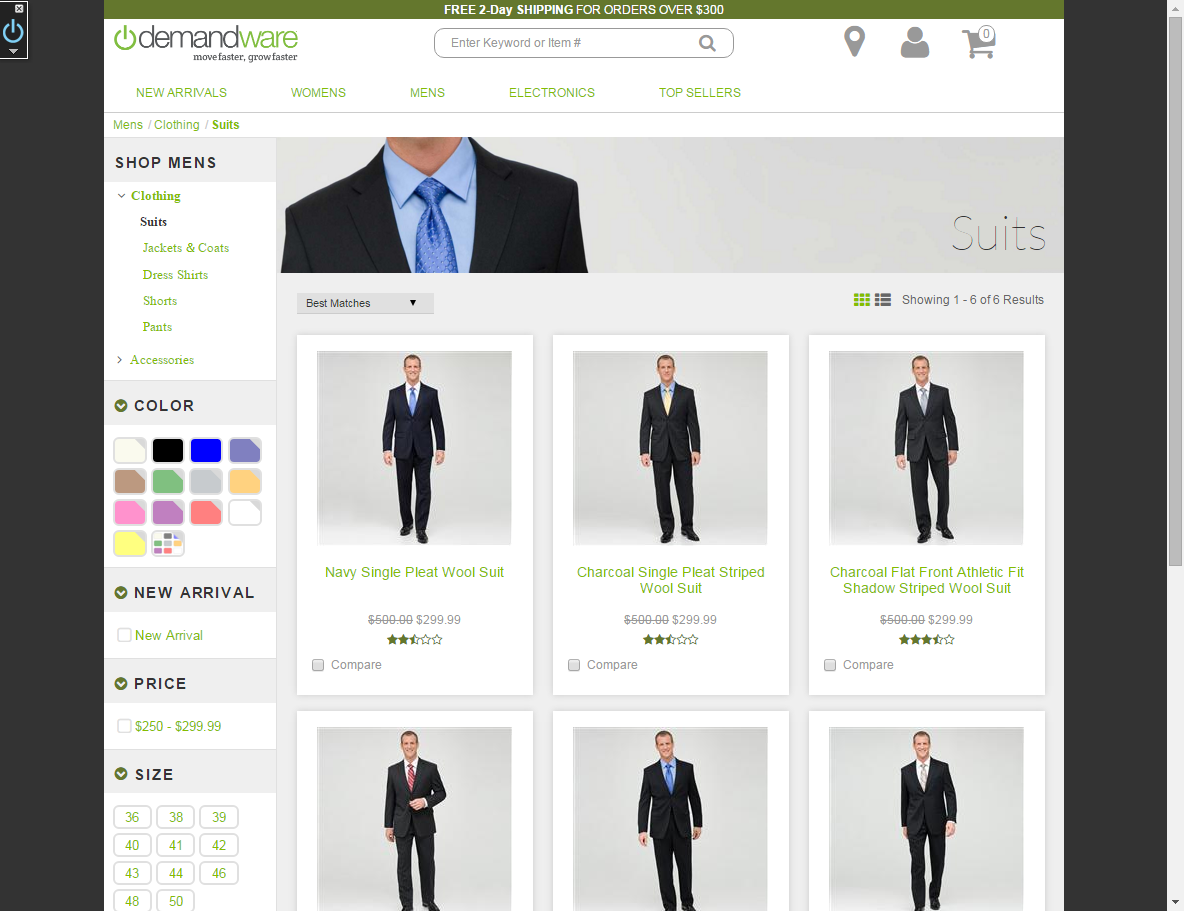 FREE 2-Day SHIPPING FOR ORDERS OVER $300
demandware
move faster, grow faster
Enter Keyword or Item #
0
NEW ARRIVALS
WOMENS
MENS
ELECTRONICS
TOP SELLERS
Mens / Clothing / Suits
SHOP MENS
Clothing
Suits
Jackets & Coats
Dress Shirts
Shorts
Pants
Accessories
COLOR
NEW ARRIVAL
New Arrival
PRICE
$250 - $299.99
SIZE
36 38 39
40 41 42
43 44 46
48 50
Suits
Best Matches
Showing 1 - 6 of 6 Results
Navy Single Pleat Wool Suit
$500.00 $299.99
Compare
Charcoal Single Pleat Striped
Wool Suit
$500.00 $299.99
Compare
Charcoal Flat Front Athletic Fit
Shadow Striped Wool Suit
$500.00 $299.99
Compare